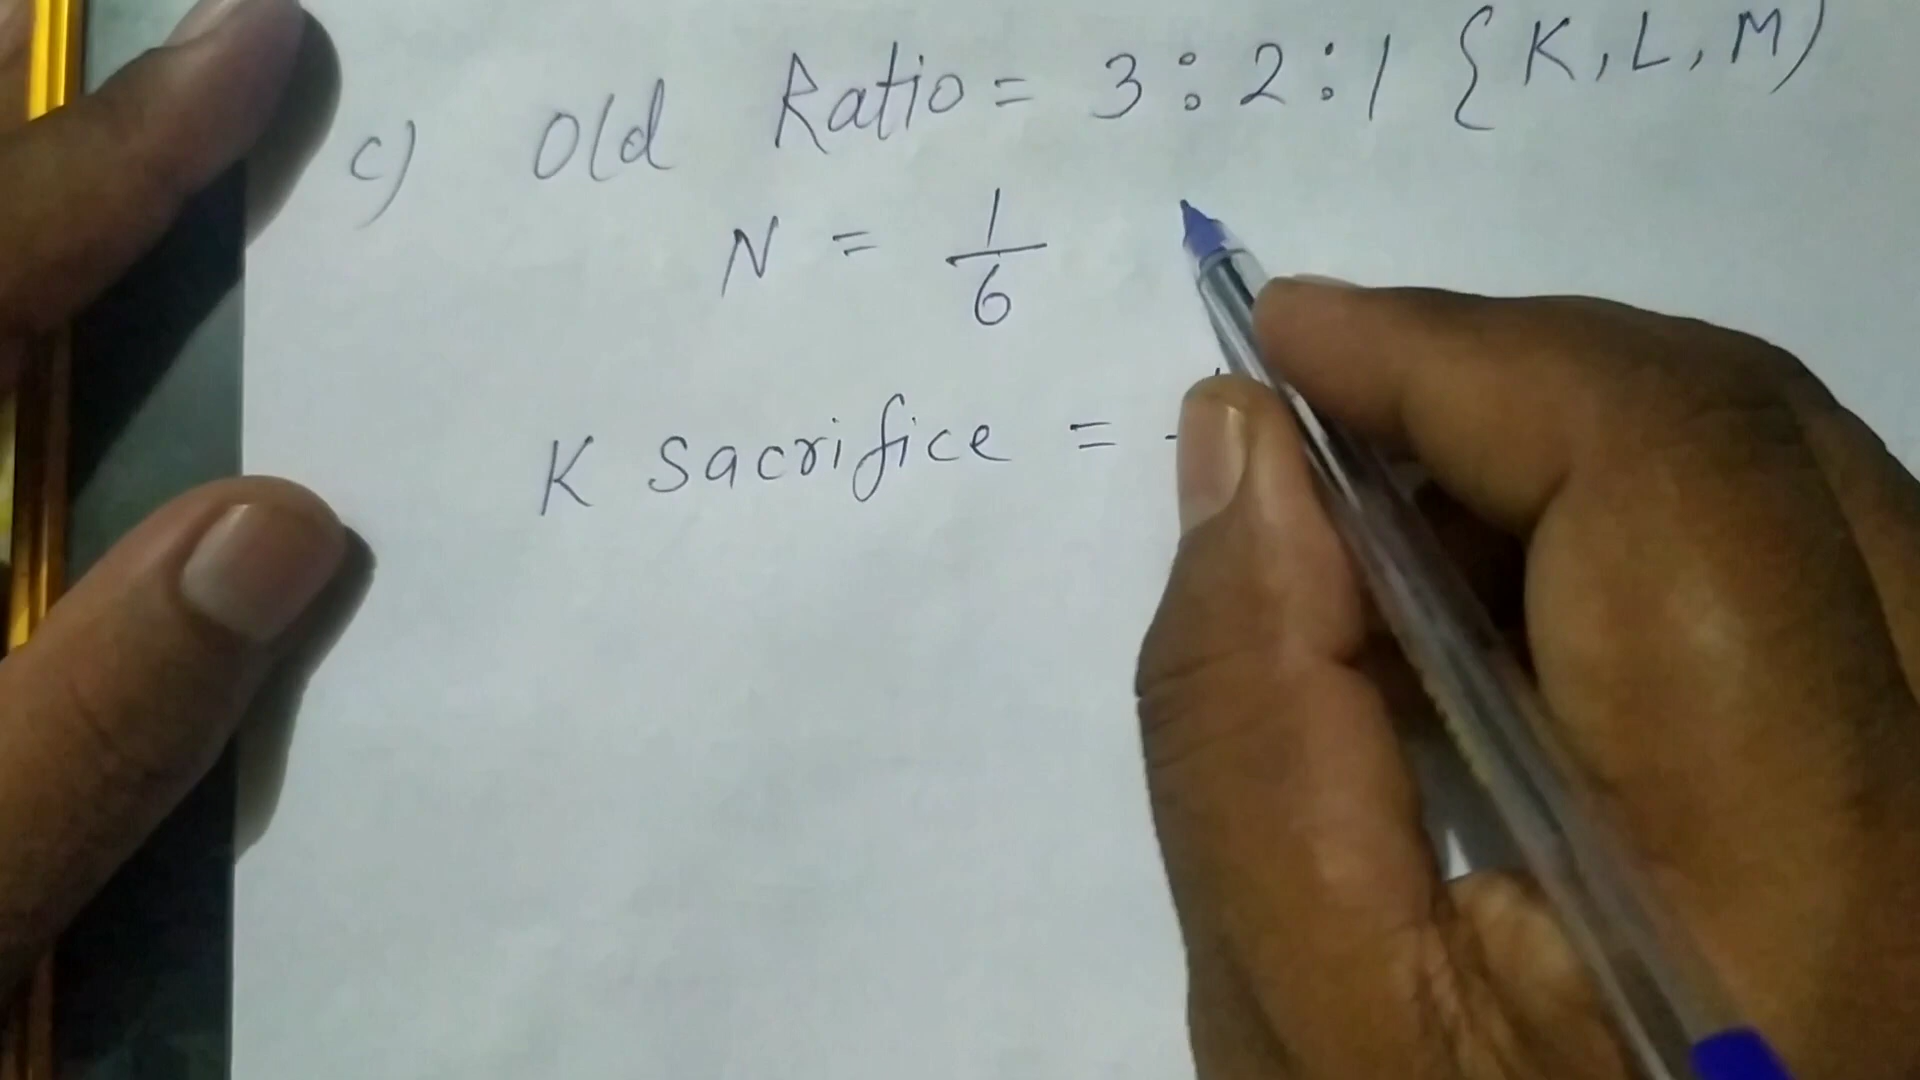 c) Old Ratio = 3:2:1 {K, L, M)
N = 1/6
K Sacrifice =